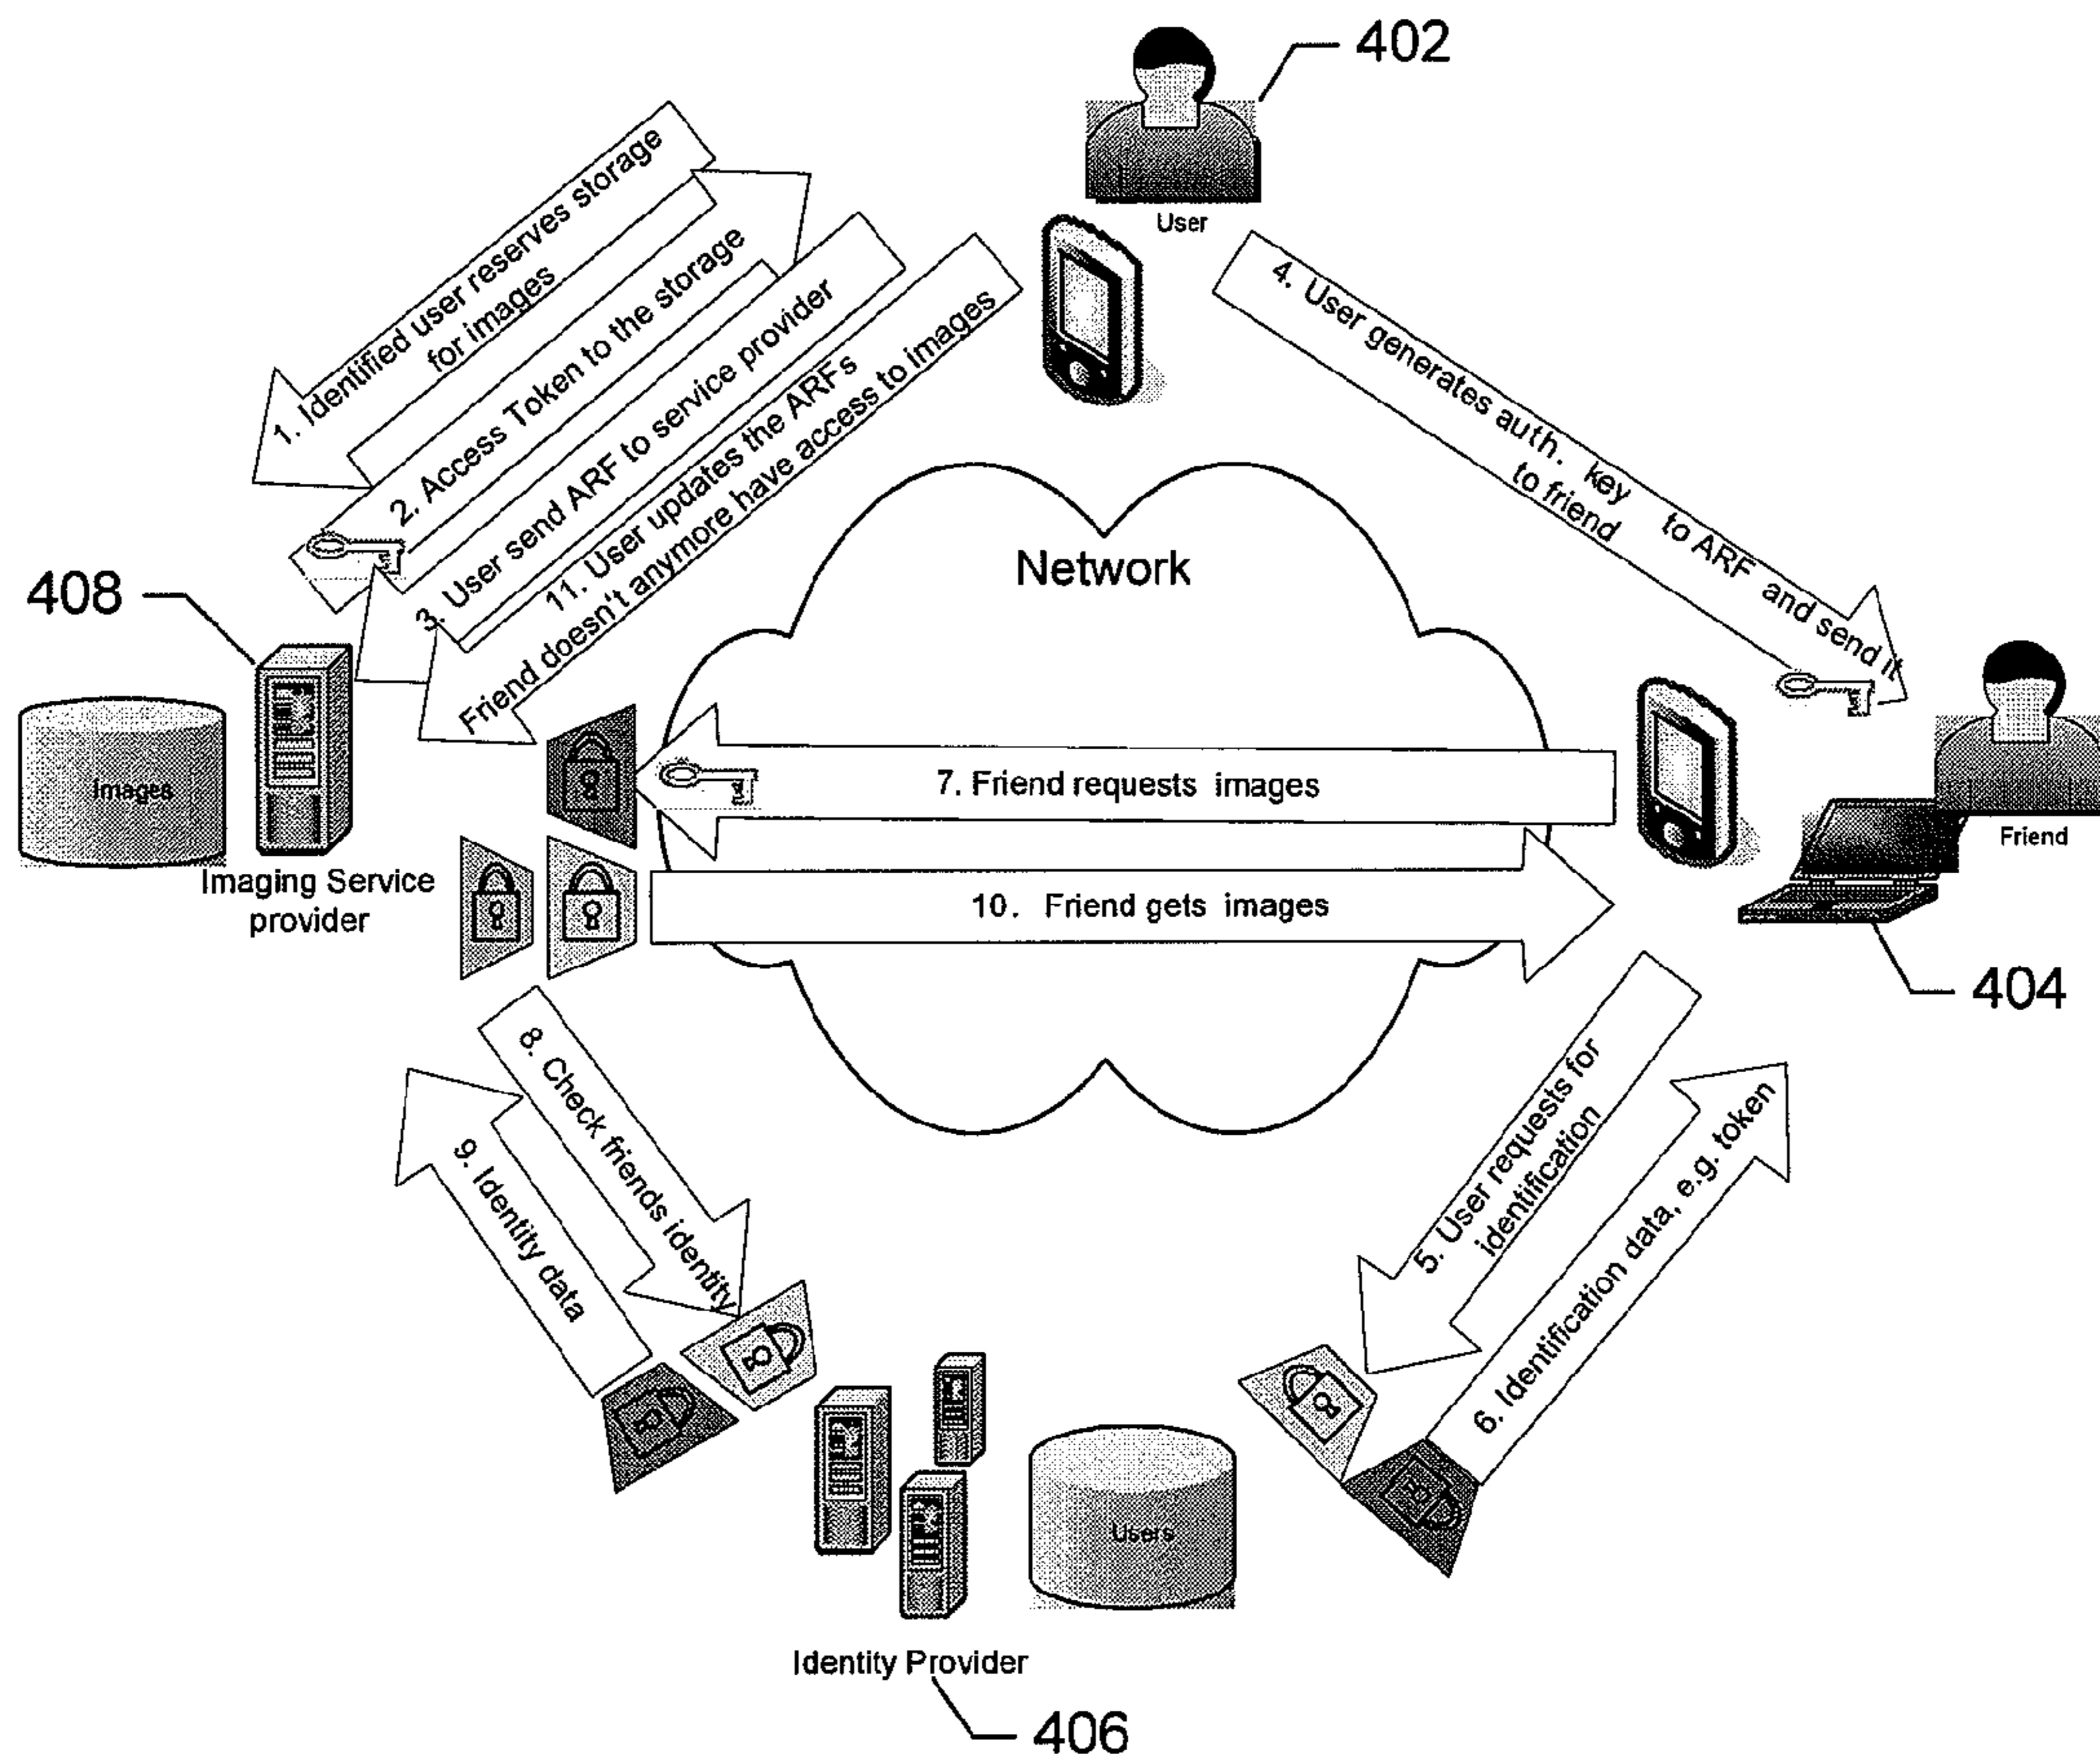 402
User
1. Identified user reserves storage
for images
2. Access Token to the storage
3. User send ARF to service provider
11. User updates the ARFs
Friend doesn't anymore have access to images
4. User generates auth. key to ARF and send it
to friend
Network
408
Images
Imaging Service
provider
7. Friend requests images
10. Friend gets images
Friend
404
8. Check friends identity
9. Identity data
5. User requests for
identification
6. Identification data, e.g. token
Users
Identity Provider
406